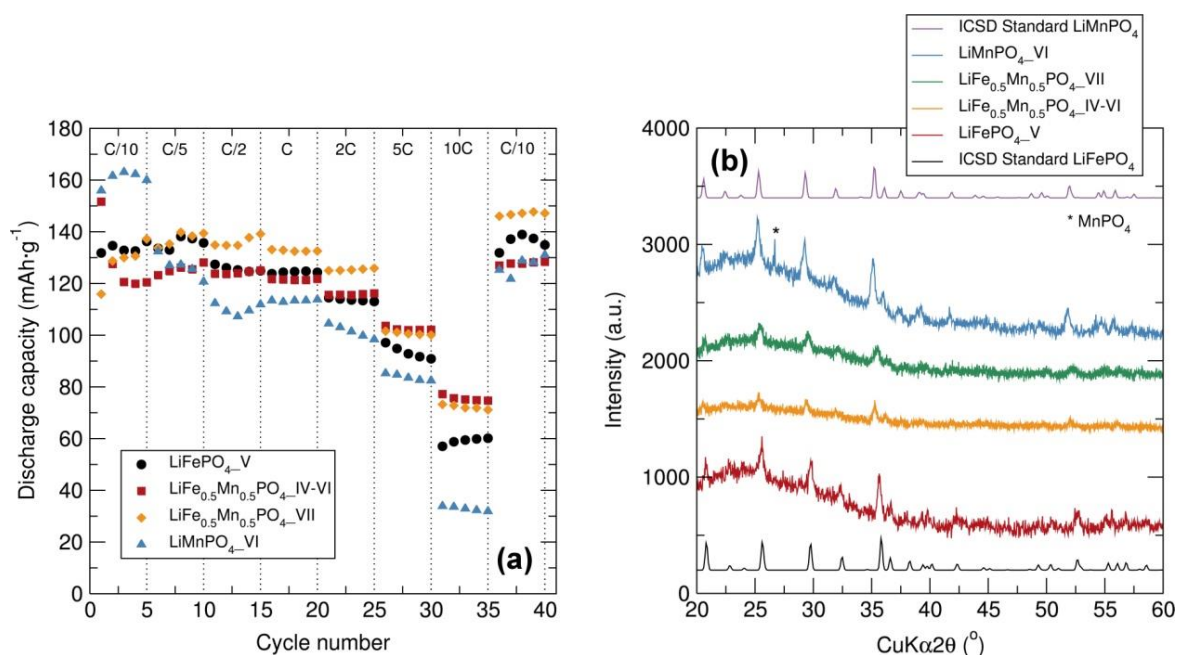 180
160
140
120
100
80
60
40
20
0
Discharge capacity (mAh·g⁻¹)
C/10 C/5 C/2 C 2C 5C 10C C/10
LiFePO₄_V
LiFe₀.₅Mn₀.₅PO₄_IV-VI
LiFe₀.₅Mn₀.₅PO₄_VII
LiMnPO₄_VI
(a)
0 5 10 15 20 25 30 35 40
Cycle number
ICSD Standard LiMnPO₄
LiMnPO₄_VI
LiFe₀.₅Mn₀.₅PO₄_VII
LiFe₀.₅Mn₀.₅PO₄_IV-VI
LiFePO₄_V
ICSD Standard LiFePO₄
(b)
4000
3000
2000
1000
0
Intensity (a.u.)
* MnPO₄
*
20 25 30 35 40 45 50 55 60
CuKα2θ (°)